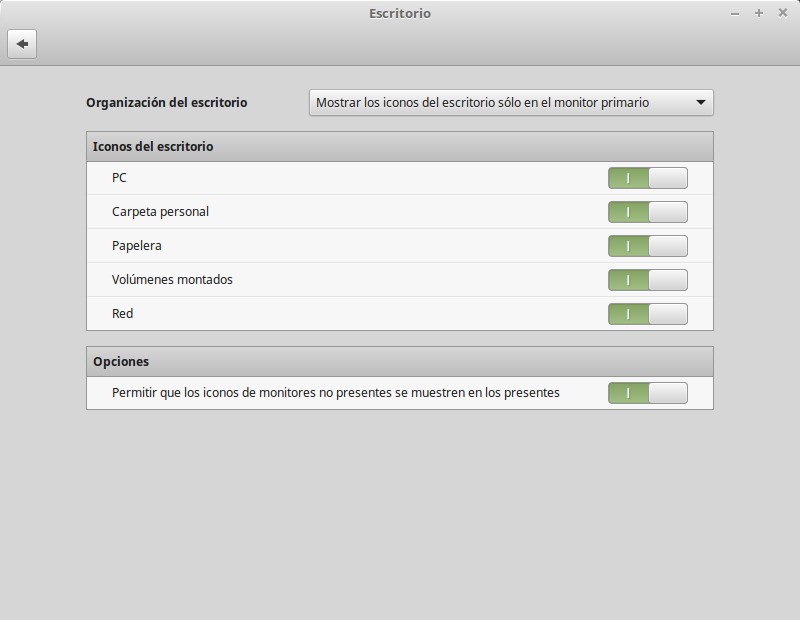 Escritorio
Organización del escritorio
Mostrar los iconos del escritorio sólo en el monitor primario
Iconos del escritorio
PC
Carpeta personal
Papelera
Volúmenes montados
Red
Opciones
Permitir que los iconos de monitores no presentes se muestren en los presentes